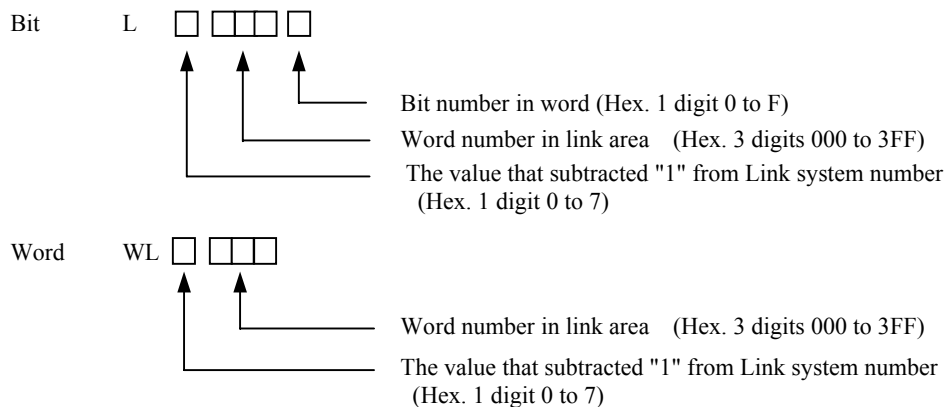 Bit L
Bit number in word (Hex. 1 digit 0 to F)
Word number in link area (Hex. 3 digits 000 to 3FF)
The value that subtracted "1" from Link system number
(Hex. 1 digit 0 to 7)
Word WL
Word number in link area (Hex. 3 digits 000 to 3FF)
The value that subtracted "1" from Link system number
(Hex. 1 digit 0 to 7)